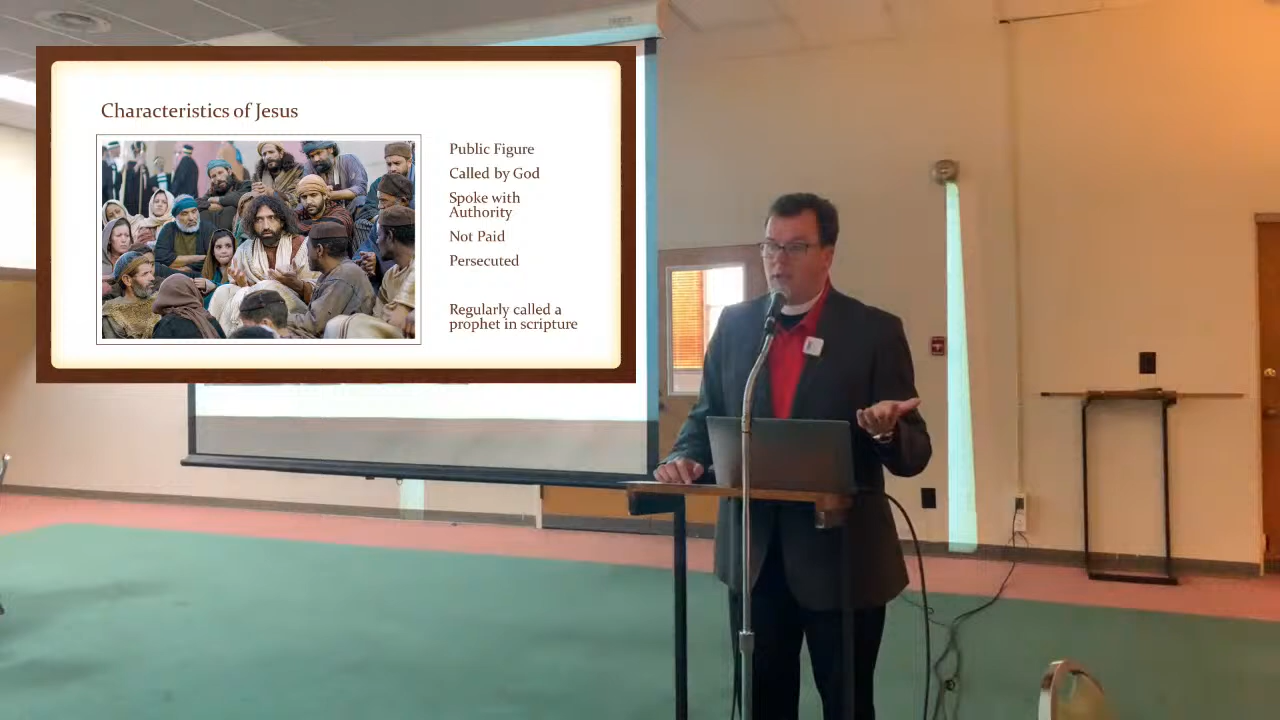 Characteristics of Jesus
Public Figure
Called by God
Spoke with
Authority
Not Paid
Persecuted
Regularly called a
prophet in scripture